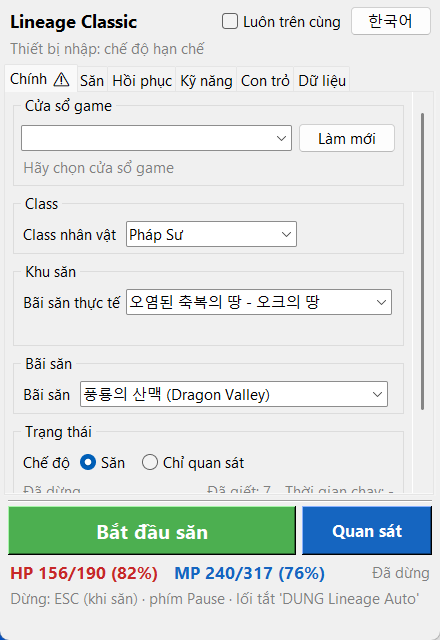 Lineage Classic
Luôn trên cùng
한국어
Thiết bị nhập: chế độ hạn chế
Chính
Săn
Hồi phục
Kỹ năng
Con trỏ
Dữ liệu
Cửa sổ game
Làm mới
Hãy chọn cửa sổ game
Class
Class nhân vật
Pháp Sư
Khu săn
Bãi săn thực tế
오염된 축복의 땅 - 오크의 땅
Bãi săn
Bãi săn
풍룡의 산맥 (Dragon Valley)
Trạng thái
Chế độ
Săn
Chỉ quan sát
Đã dừng
Đã giết: 7
Thời gian chạy: -
Bắt đầu săn
Quan sát
HP 156/190 (82%)
MP 240/317 (76%)
Đã dừng
Dừng: ESC (khi săn) · phím Pause · lối tắt 'DUNG Lineage Auto'